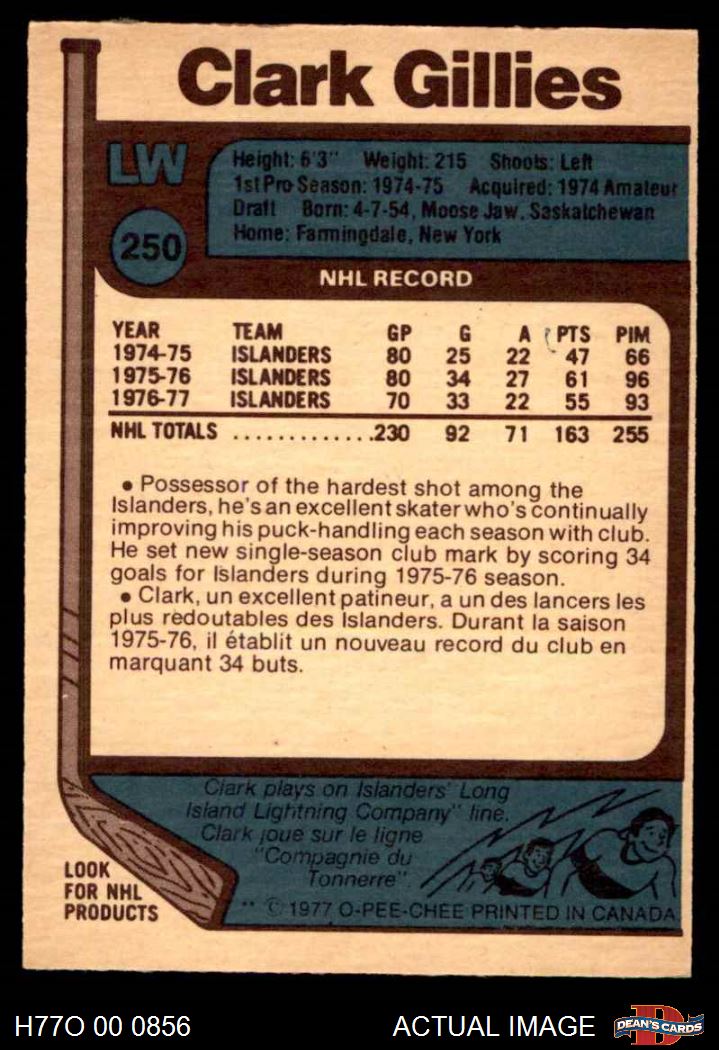 Clark Gillies
LW
Height: 6'3" Weight: 215 Shoots: Left
1st Pro Season: 1974-75 Acquired: 1974 Amateur
Draft Born: 4-7-54, Moose Jaw, Saskatchewan
Home: Farmingdale, New York
250
NHL RECORD
YEAR TEAM GP G A PTS PIM
1974-75 ISLANDERS 80 25 22 47 66
1975-76 ISLANDERS 80 34 27 61 96
1976-77 ISLANDERS 70 33 22 55 93
NHL TOTALS .............230 92 71 163 255
• Possessor of the hardest shot among the
Islanders, he's an excellent skater who's continually
improving his puck-handling each season with club.
He set new single-season club mark by scoring 34
goals for Islanders during 1975-76 season.
• Clark, un excellent patineur, a un des lancers les
plus redoutables des Islanders. Durant la saison
1975-76, il établit un nouveau record du club en
marquant 34 buts.
Clark plays on Islanders' Long
Island Lightning Company" line.
Clark joue sur le ligne
"Compagnie du
Tonnerre".
LOOK
FOR NHL
PRODUCTS
** © 1977 O-PEE-CHEE PRINTED IN CANADA
H77O 00 0856
ACTUAL IMAGE
D
DEAN'S CARDS